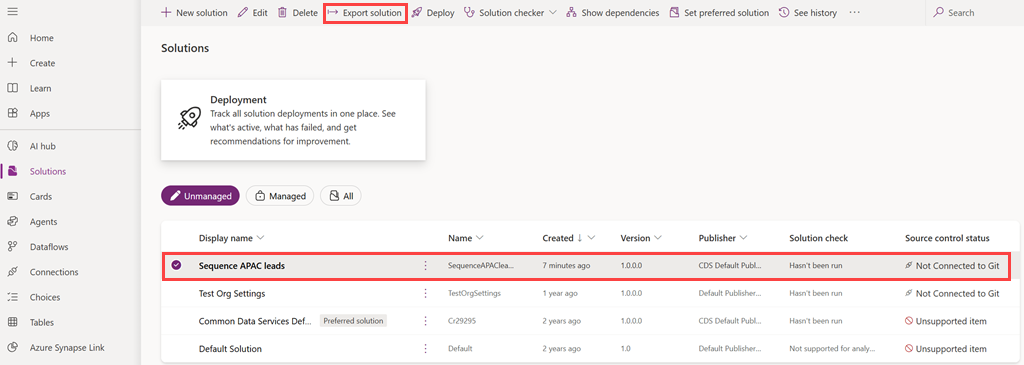 New solution Edit Delete Export solution Deploy Solution checker Show dependencies Set preferred solution See history ··· Search
Home
Create
Learn
Apps
AI hub
Solutions
Cards
Agents
Dataflows
Connections
Choices
Tables
Azure Synapse Link
Solutions
Deployment
Track all solution deployments in one place. See
what's active, what has failed, and get
recommendations for improvement.
Unmanaged Managed All
Display name Name Created Version Publisher Solution check Source control status
Sequence APAC leads SequenceAPAClea... 7 minutes ago 1.0.0.0 CDS Default Publ... Hasn't been run Not Connected to Git
Test Org Settings TestOrgSettings 1 year ago 1.0.0.0 Default Publisher... Hasn't been run Not Connected to Git
Common Data Services Def... Preferred solution Cr29295 2 years ago 1.0.0.0 CDS Default Publ... Hasn't been run Unsupported item
Default Solution Default 2 years ago 1.0 Default Publisher... Not supported for analy... Unsupported item